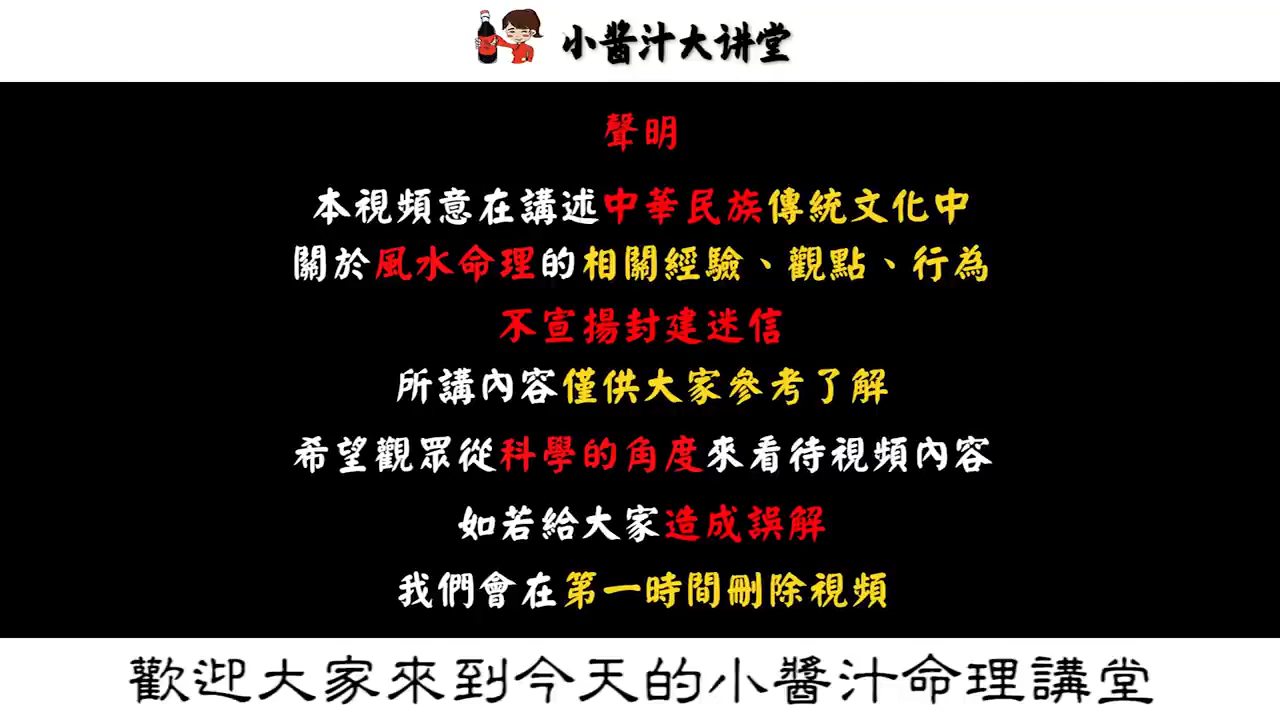 小醬汁大讲堂
聲明
本視頻意在講述中華民族傳統文化中
關於風水命理的相關經驗、觀點、行為
不宣揚封建迷信
所講內容僅供大家參考了解
希望觀眾從科學的角度來看待視頻內容
如若給大家造成誤解
我們會在第一時間刪除視頻
歡迎大家來到今天的小醬汁命理講堂